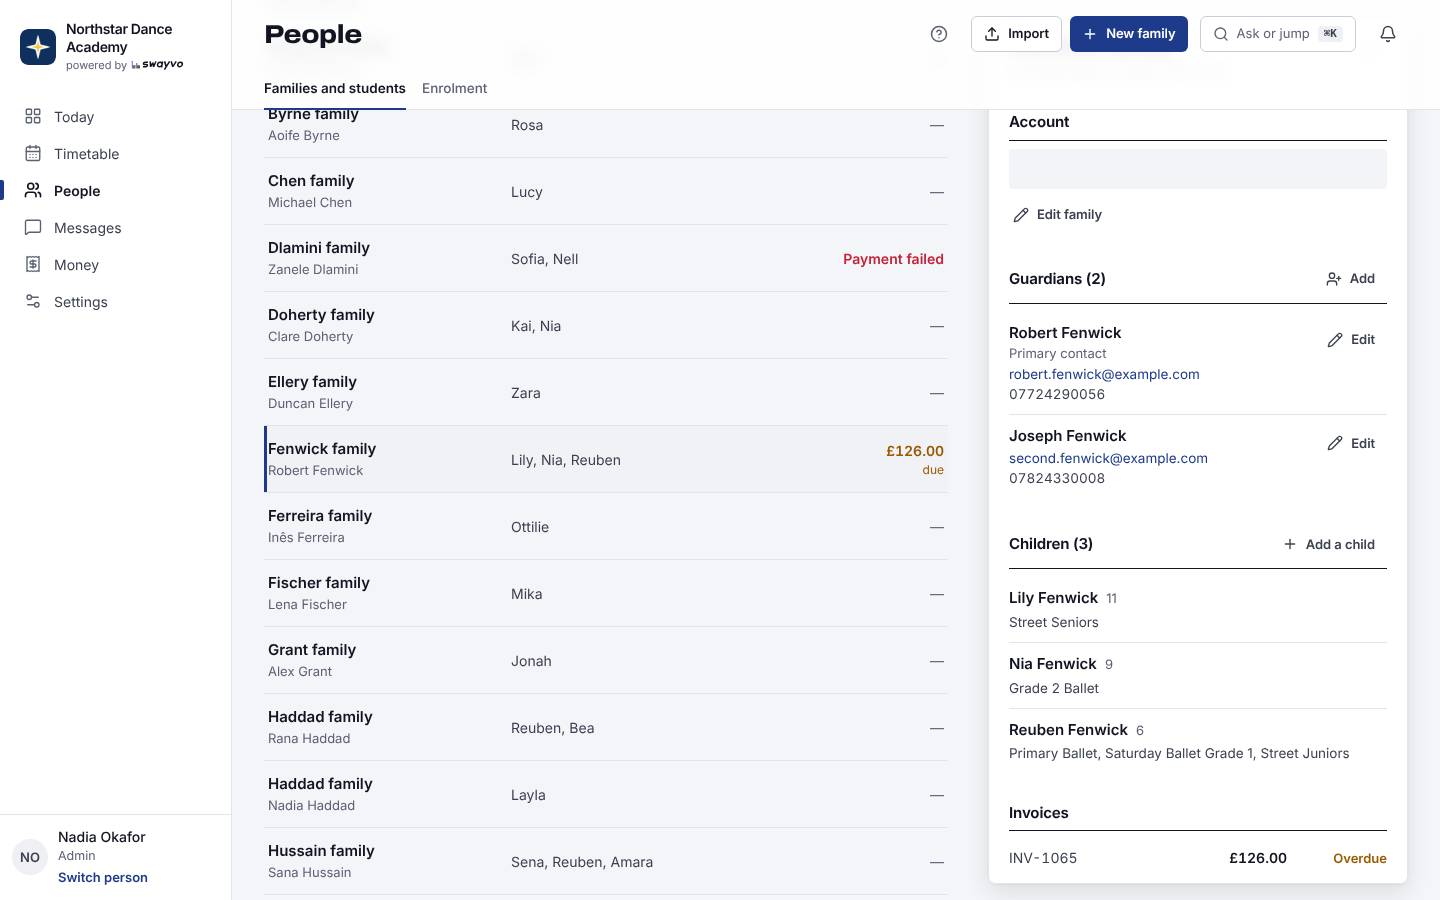 Northstar Dance
Academy
powered by swayvo
Today
Timetable
People
Messages
Money
Settings
NO
Nadia Okafor
Admin
Switch person
People
Import
New family
Ask or jump ⌘K
Families and students
Enrolment
Byrne family
Aoife Byrne
Rosa
—
Chen family
Michael Chen
Lucy
—
Dlamini family
Zanele Dlamini
Sofia, Nell
Payment failed
Doherty family
Clare Doherty
Kai, Nia
—
Ellery family
Duncan Ellery
Zara
—
Fenwick family
Robert Fenwick
Lily, Nia, Reuben
£126.00
due
Ferreira family
Inês Ferreira
Ottilie
—
Fischer family
Lena Fischer
Mika
—
Grant family
Alex Grant
Jonah
—
Haddad family
Rana Haddad
Reuben, Bea
—
Haddad family
Nadia Haddad
Layla
—
Hussain family
Sana Hussain
Sena, Reuben, Amara
—
Account
Edit family
Guardians (2)
Add
Robert Fenwick
Edit
Primary contact
robert.fenwick@example.com
07724290056
Joseph Fenwick
Edit
second.fenwick@example.com
07824330008
Children (3)
Add a child
Lily Fenwick 11
Street Seniors
Nia Fenwick 9
Grade 2 Ballet
Reuben Fenwick 6
Primary Ballet, Saturday Ballet Grade 1, Street Juniors
Invoices
INV-1065 £126.00 Overdue